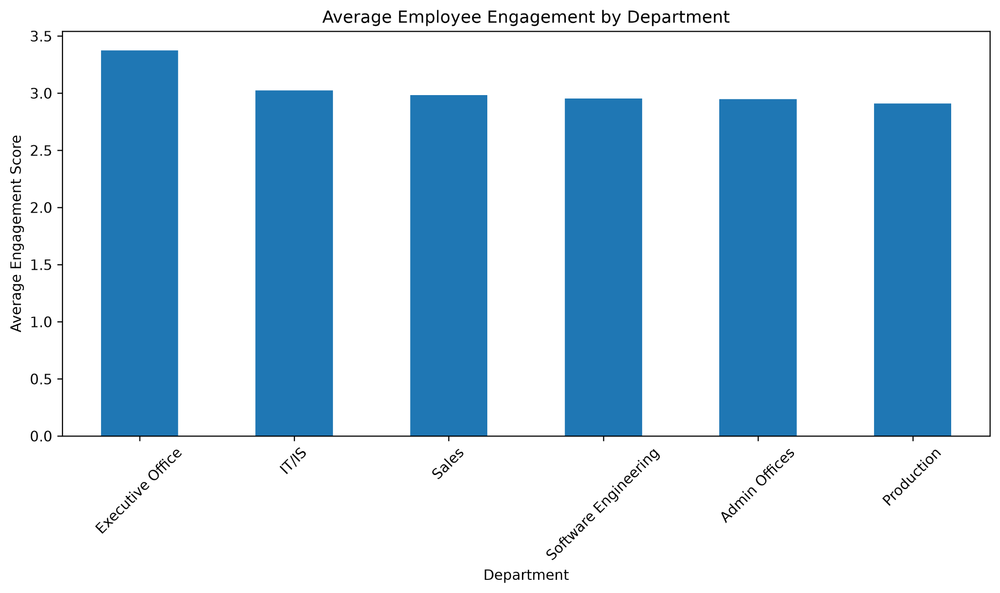 Average Employee Engagement by Department
Average Engagement Score
3.5
3.0
2.5
2.0
1.5
1.0
0.5
0.0
Executive Office
IT/IS
Sales
Software Engineering
Admin Offices
Production
Department